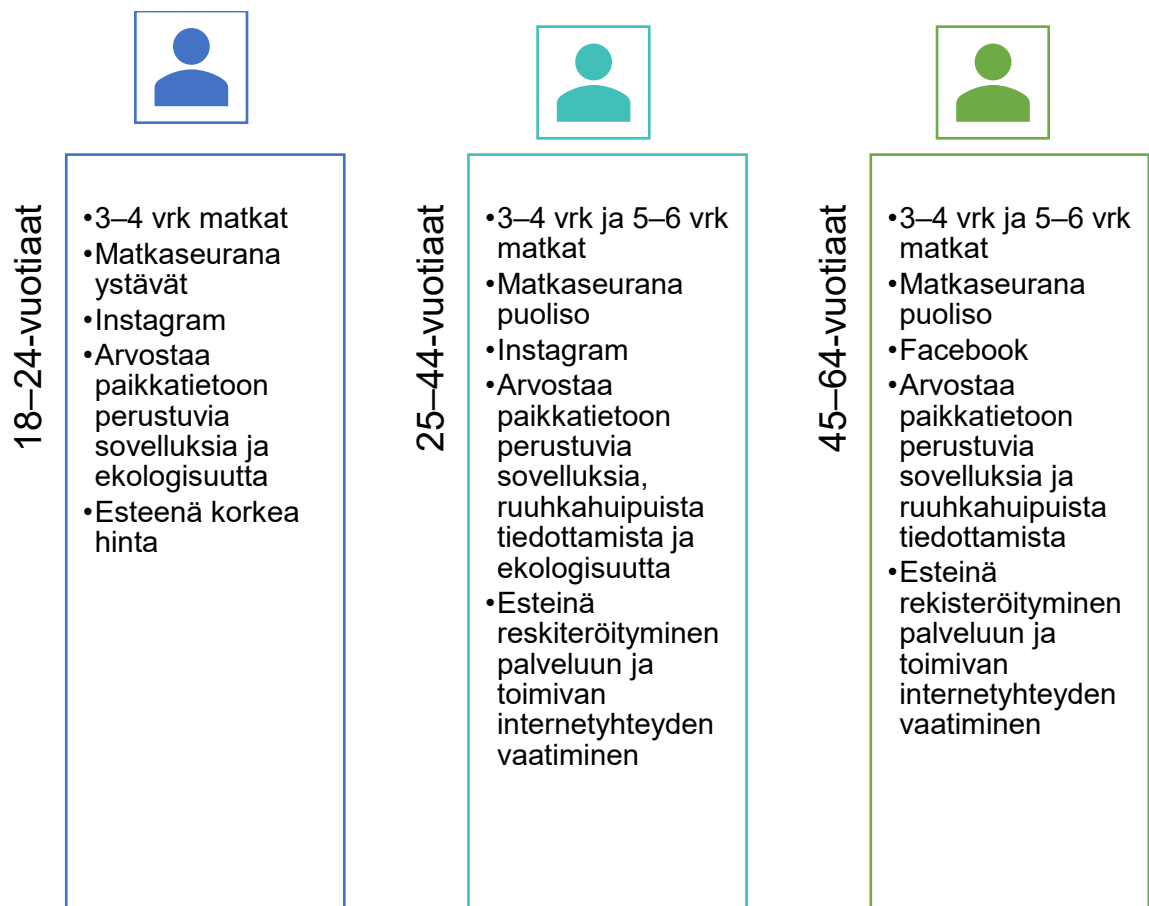 18–24-vuotiaat
•3–4 vrk matkat
•Matkaseurana
ystävät
•Instagram
•Arvostaa
paikkatietoon
perustuvia
sovelluksia ja
ekologisuutta
•Esteenä korkea
hinta
25–44-vuotiaat
•3–4 vrk ja 5–6 vrk
matkat
•Matkaseurana
puoliso
•Instagram
•Arvostaa
paikkatietoon
perustuvia
sovelluksia,
ruuhkahuipuista
tiedottamista ja
ekologisuutta
•Esteinä
reskiteröityminen
palveluun ja
toimivan
internetyhteyden
vaatiminen
45–64-vuotiaat
•3–4 vrk ja 5–6 vrk
matkat
•Matkaseurana
puoliso
•Facebook
•Arvostaa
paikkatietoon
perustuvia
sovelluksia ja
ruuhkahuipuista
tiedottamista
•Esteinä
rekisteröityminen
palveluun ja
toimivan
internetyhteyden
vaatiminen